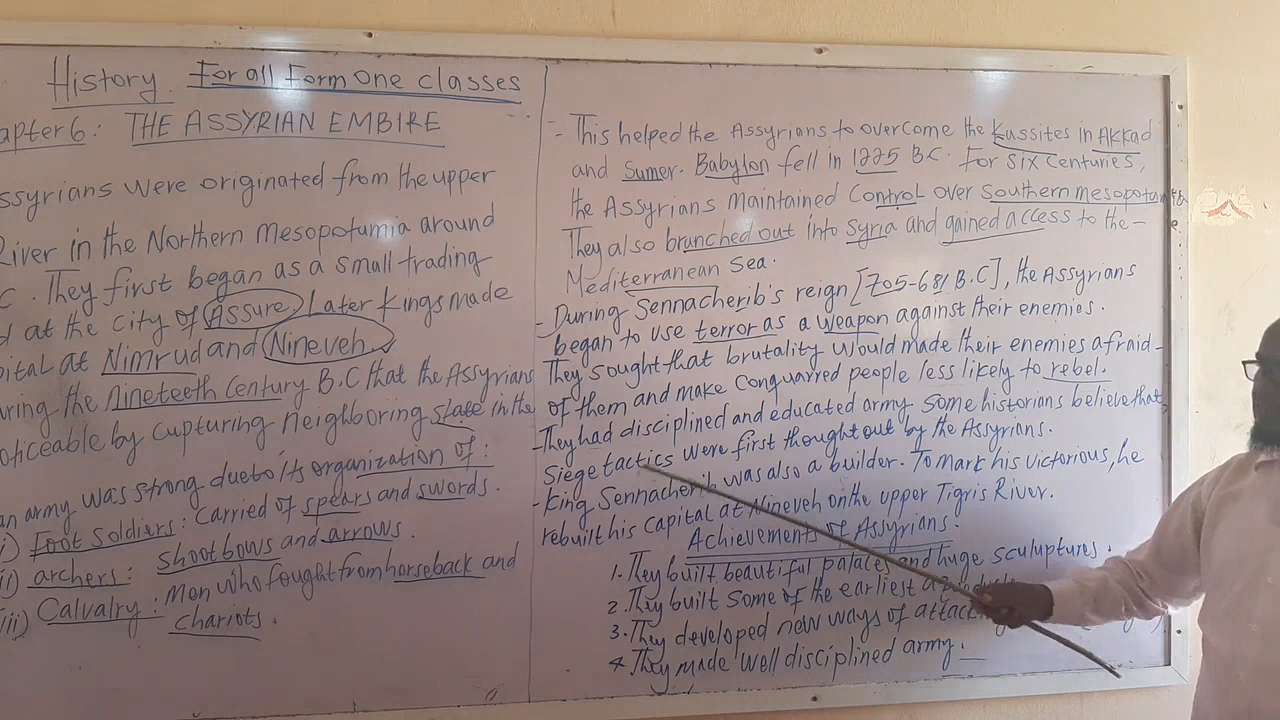 History. For all Form One classes
apter 6: THE ASSYRIAN EMBIRE
ssyrians were originated from the upper
River in the Northern Mesopotamia around
C. They first began as a small trading
d at the city of Assure. Later kings made
pital at Nimrud and Nineveh
uring the Nineteeth Century B.C that the Assyrians
oticeable by cupturing Neighboring state in the
an army was strong due to its organization of:
i) Foot Soldiers: Carried of spears and swords.
ii) archers: shoot bows and arrows.
iii) Calvalry: men who fought from horseback and
chariots.
- This helped the Assyrians to overcome the Kassites in Akkad
and Sumer. Babylon fell in 1225 B.C. For six Centuries,
the Assyrians Maintained Control over Southern mesopotamia
They also branched out into Syria and gained access to the -
Mediterranean Sea.
- During Sennacherib's reign [705-681 B.C], the Assyrians
began to use terror as a weapon against their enemies.
They sought that brutality would made their enemies afraid -
of them and make conquarred people less likely to rebel.
- They had disciplined and educated army. Some historians believe that
Siege tactics were first thought out by the Assyrians.
- King Sennacherib was also a builder. To mark his victorious, he
rebuilt his capital at Nineveh on the upper Tigris River.
Achievements of Assyrians.
1. They built beautiful palaces and huge sculuptures.
2. They built some of the earliest
3. They developed new ways of
4. They made well disciplined army.